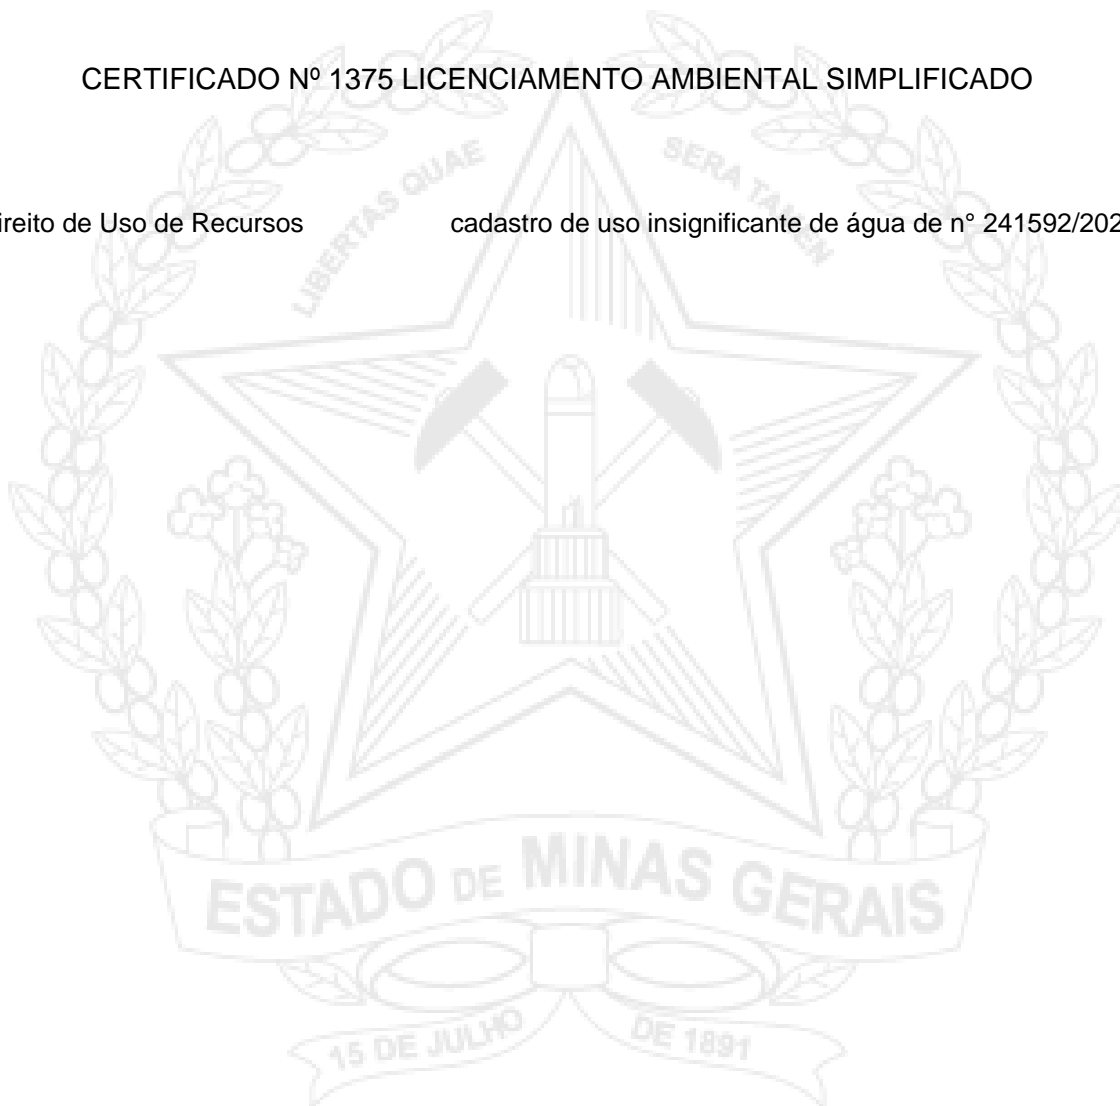 CERTIFICADO Nº 1375 LICENCIAMENTO AMBIENTAL SIMPLIFICADO
LIBERTAS QUAE SERA TAMEN
ireito de Uso de Recursos cadastro de uso insignificante de água de n° 241592/202
ESTADO DE MINAS GERAIS
15 DE JULHO DE 1891